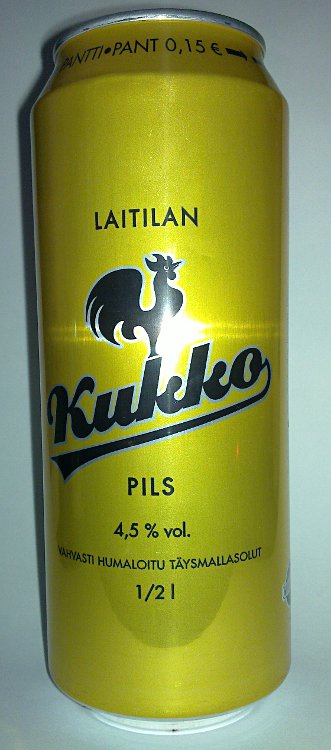 PANTTI•PANT 0,15 €
LAITILAN
Kukko
PILS
4,5 % vol.
VAHVASTI HUMALOITU TÄYSMALLASOLUT
1/2 l